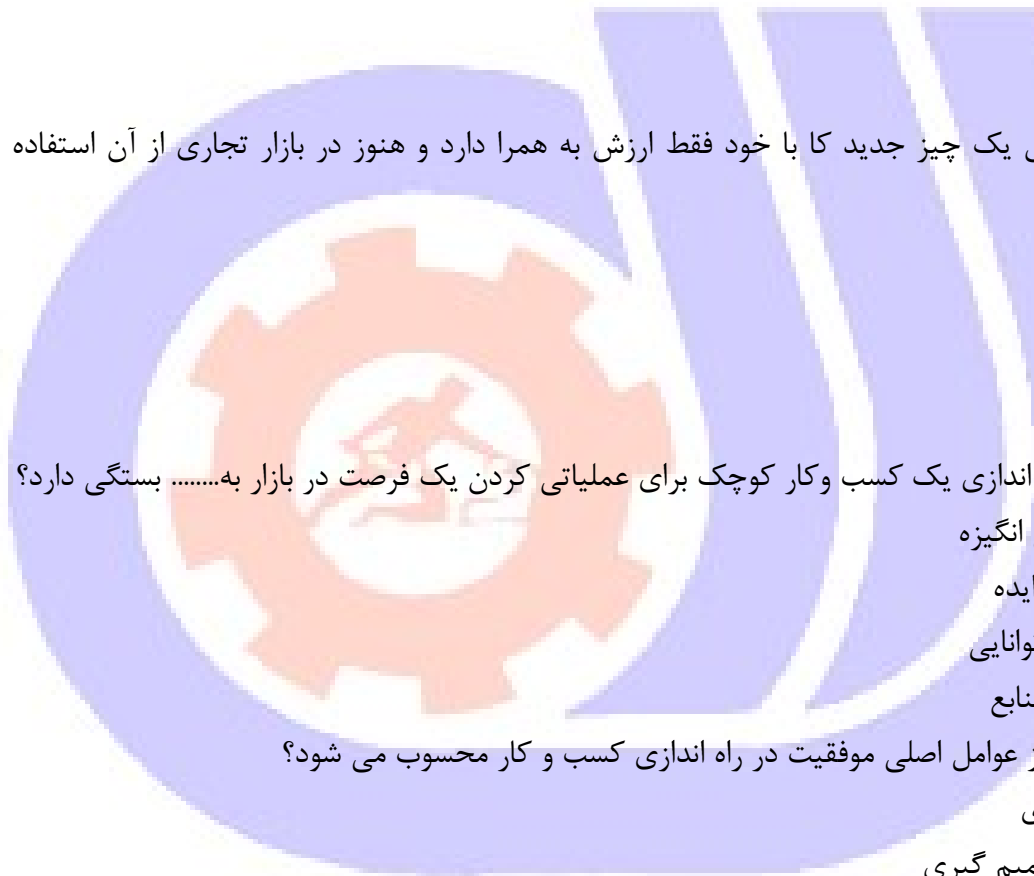 یک چیز جدید کا با خود فقط ارزش به همرا دارد و هنوز در بازار تجاری از آن استفاده
اندازی یک کسب وکار کوچک برای عملیاتی کردن یک فرصت در بازار به........ بستگی دارد؟
انگیزه
ایده
توانایی
منابع
از عوامل اصلی موفقیت در راه اندازی کسب و کار محسوب می شود؟
گیری